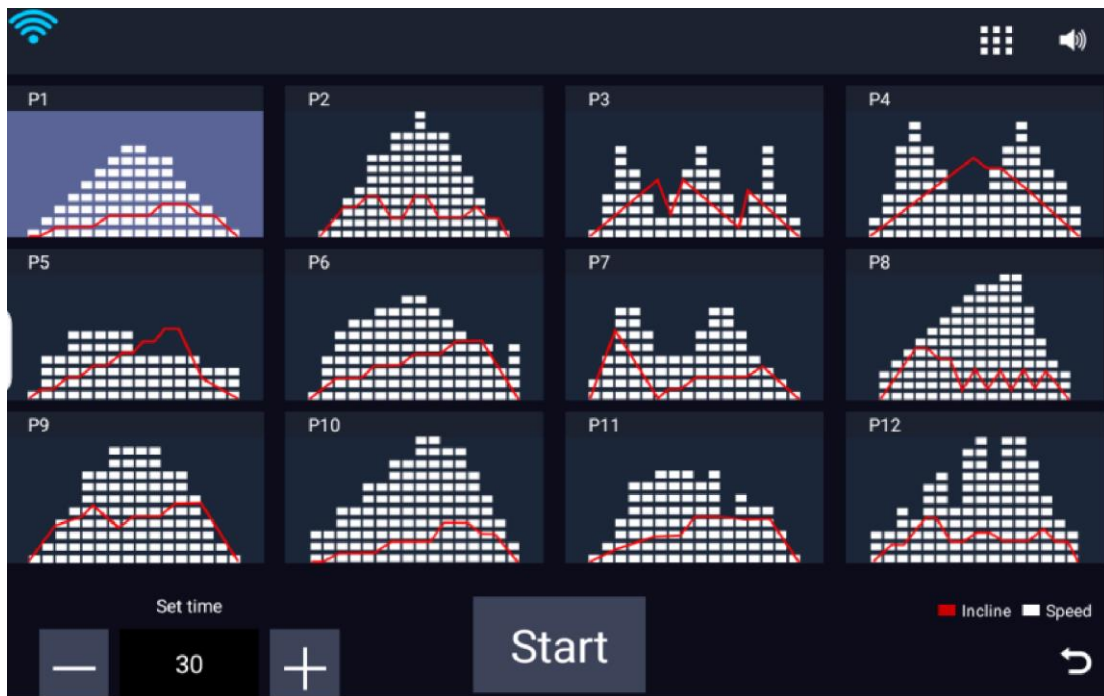 P1
P2
P3
P4
P5
P6
P7
P8
P9
P10
P11
P12
Set time
30
Start
Incline
Speed